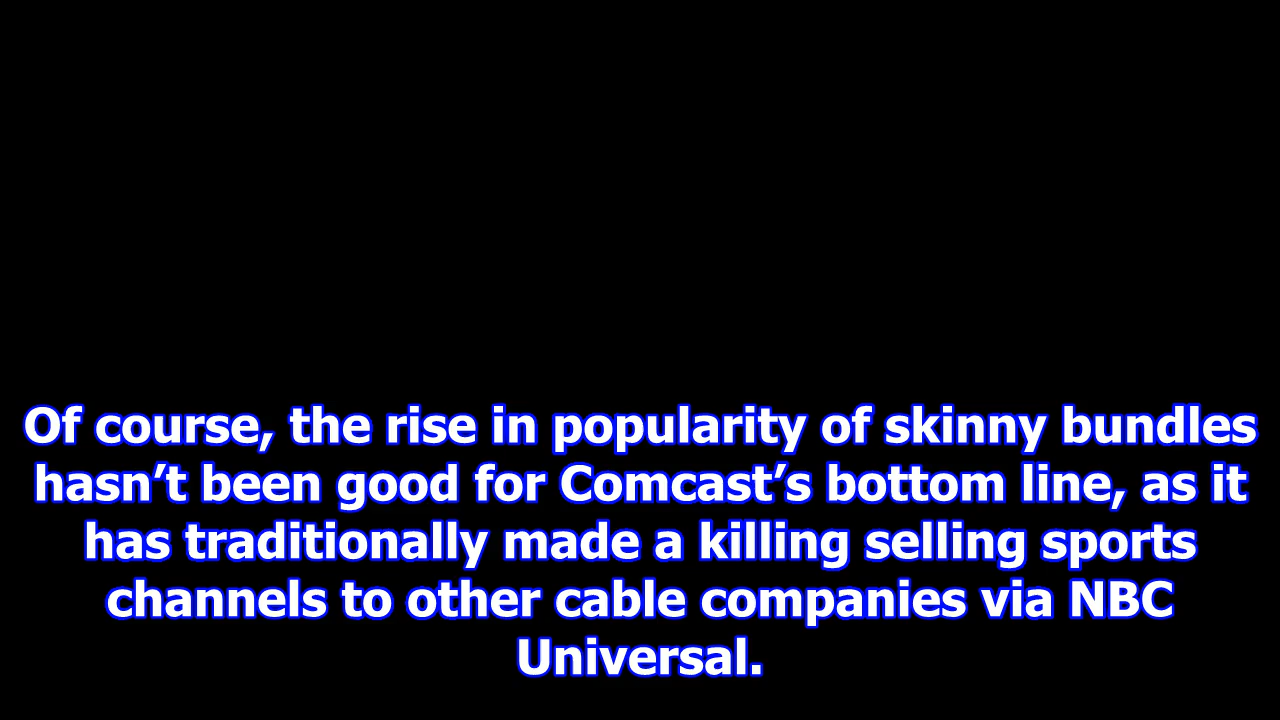 Of course, the rise in popularity of skinny bundles
hasn’t been good for Comcast’s bottom line, as it
has traditionally made a killing selling sports
channels to other cable companies via NBC
Universal.